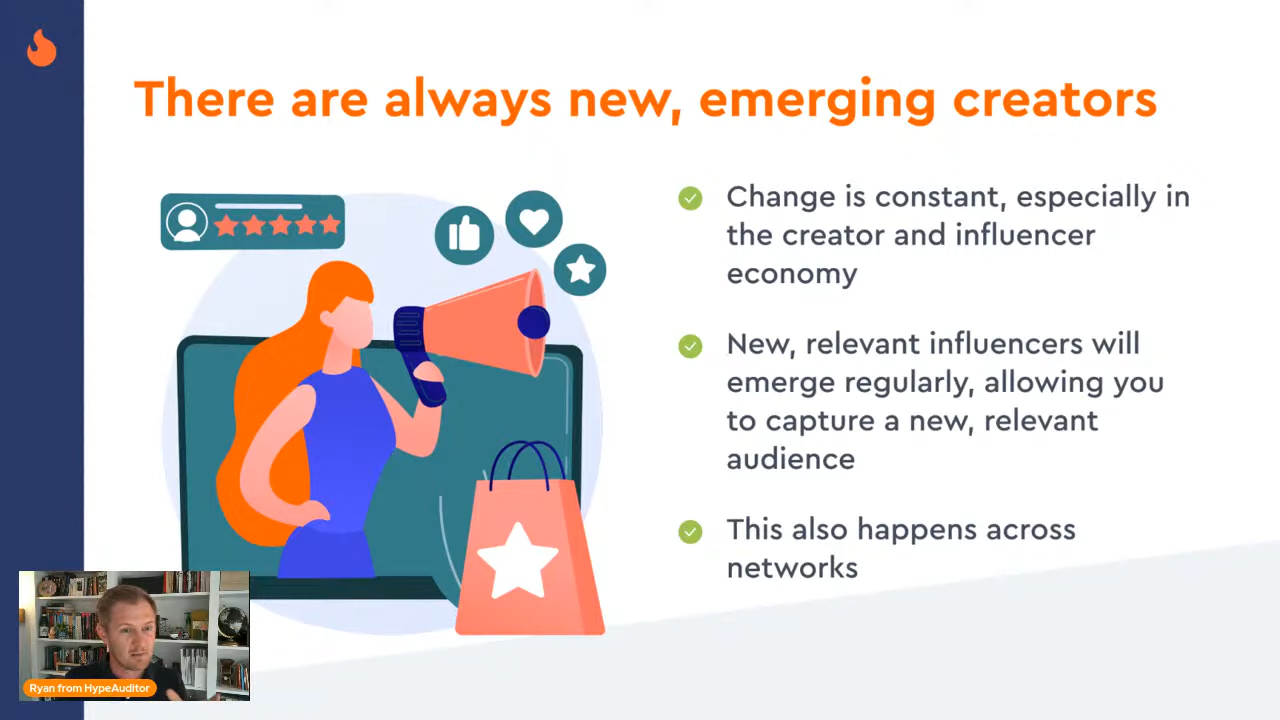 There are always new, emerging creators
Change is constant, especially in
the creator and influencer
economy
New, relevant influencers will
emerge regularly, allowing you
to capture a new, relevant
audience
This also happens across
networks
Ryan from HypeAuditor